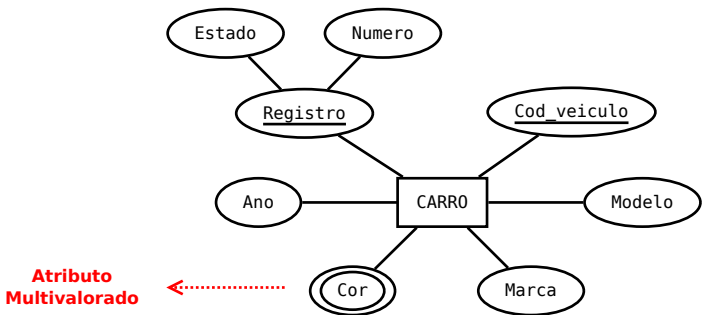 Estado
Numero
Registro
Cod_veiculo
Ano
CARRO
Modelo
Atributo
Multivalorado
Cor
Marca